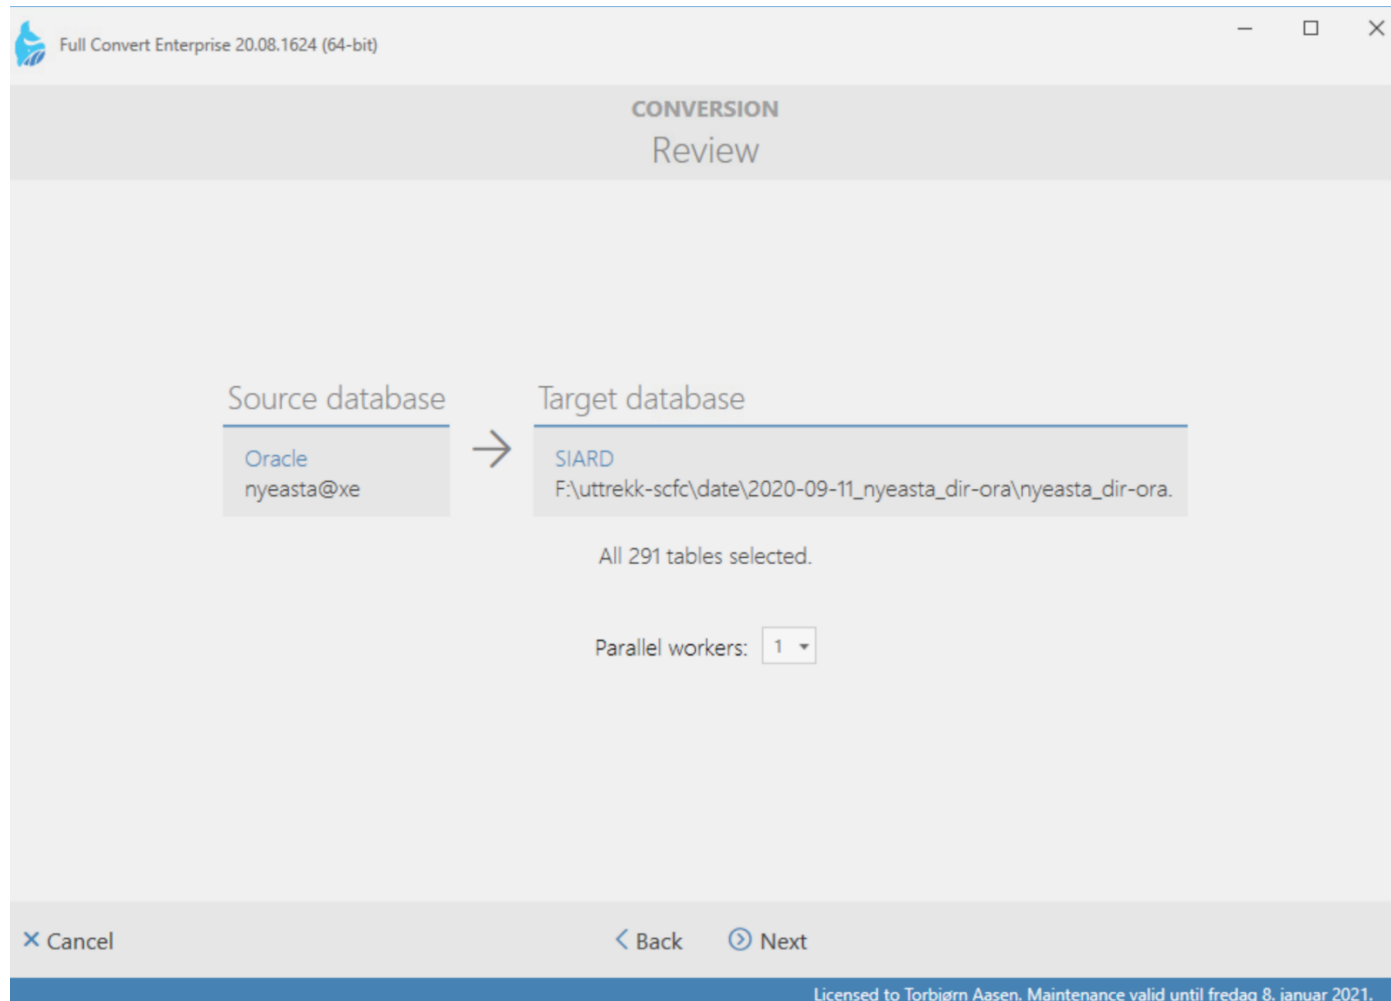 Full Convert Enterprise 20.08.1624 (64-bit)
CONVERSION
Review
Source database
Oracle
nyeasta@xe
Target database
SIARD
F:\uttrekk-scfc\date\2020-09-11_nyeasta_dir-ora\nyeasta_dir-ora.
All 291 tables selected.
Parallel workers: 1
Cancel
Back
Next
Licensed to Torbjørn Aasen. Maintenance valid until fredag 8. januar 2021.